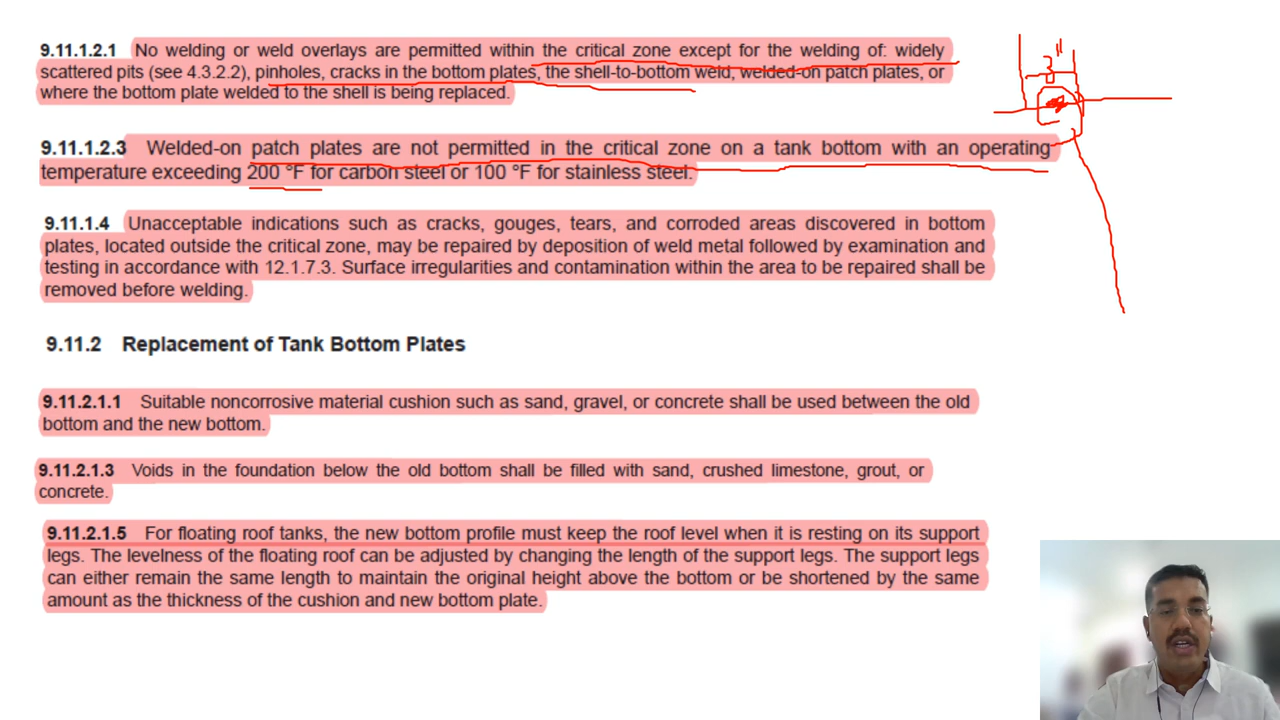 9.11.1.2.1 No welding or weld overlays are permitted within the critical zone except for the welding of: widely
scattered pits (see 4.3.2.2), pinholes, cracks in the bottom plates, the shell-to-bottom weld, welded-on patch plates, or
where the bottom plate welded to the shell is being replaced.
3"
9.11.1.2.3 Welded-on patch plates are not permitted in the critical zone on a tank bottom with an operating
temperature exceeding 200 °F for carbon steel or 100 °F for stainless steel.
9.11.1.4 Unacceptable indications such as cracks, gouges, tears, and corroded areas discovered in bottom
plates, located outside the critical zone, may be repaired by deposition of weld metal followed by examination and
testing in accordance with 12.1.7.3. Surface irregularities and contamination within the area to be repaired shall be
removed before welding.
9.11.2 Replacement of Tank Bottom Plates
9.11.2.1.1 Suitable noncorrosive material cushion such as sand, gravel, or concrete shall be used between the old
bottom and the new bottom.
9.11.2.1.3 Voids in the foundation below the old bottom shall be filled with sand, crushed limestone, grout, or
concrete.
9.11.2.1.5 For floating roof tanks, the new bottom profile must keep the roof level when it is resting on its support
legs. The levelness of the floating roof can be adjusted by changing the length of the support legs. The support legs
can either remain the same length to maintain the original height above the bottom or be shortened by the same
amount as the thickness of the cushion and new bottom plate.